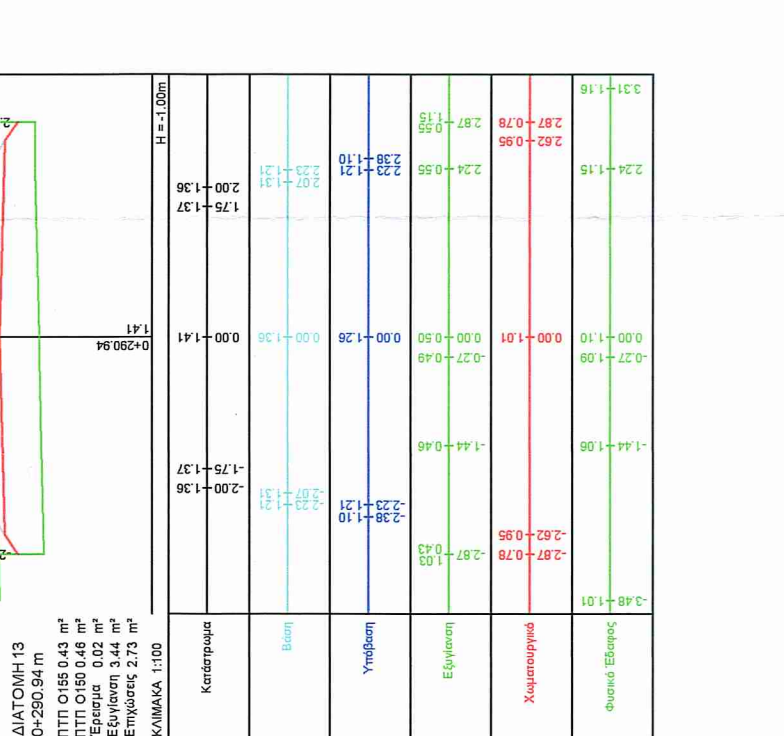 ΔΙΑΤΟΜΗ 13
0+290.94 m
ΠΤΠ Ο155 0.43 m²
ΠΤΠ Ο150 0.46 m²
Έρεισμα 0.02 m²
Εξυγίανση 3.44 m²
Επιχώσεις 2.73 m²
ΚΛΙΜΑΚΑ 1:100
H = -1.00m
0+290.94
1.41
Κατάστρωμα
-2.00 1.36
-1.75 1.37
0.00 1.41
1.75 1.37
2.00 1.36
Βάση
-2.23 1.21
-2.07 1.31
0.00 1.36
2.07 1.31
2.23 1.21
Υπόβαση
-2.38 1.10
-2.23 1.21
0.00 1.26
2.23 1.21
2.38 1.10
Εξυγίανση
-2.87 1.03
0.43
-1.44 0.46
-0.27 0.49
0.00 0.50
2.24 0.55
2.87 0.55
1.15
Χωματουργικά
-2.87 0.78
-2.62 0.95
0.00 1.01
2.62 0.95
2.87 0.78
Φυσικό Έδαφος
-3.48 1.01
-1.44 1.06
-0.27 1.09
0.00 1.10
2.24 1.15
3.31 1.16